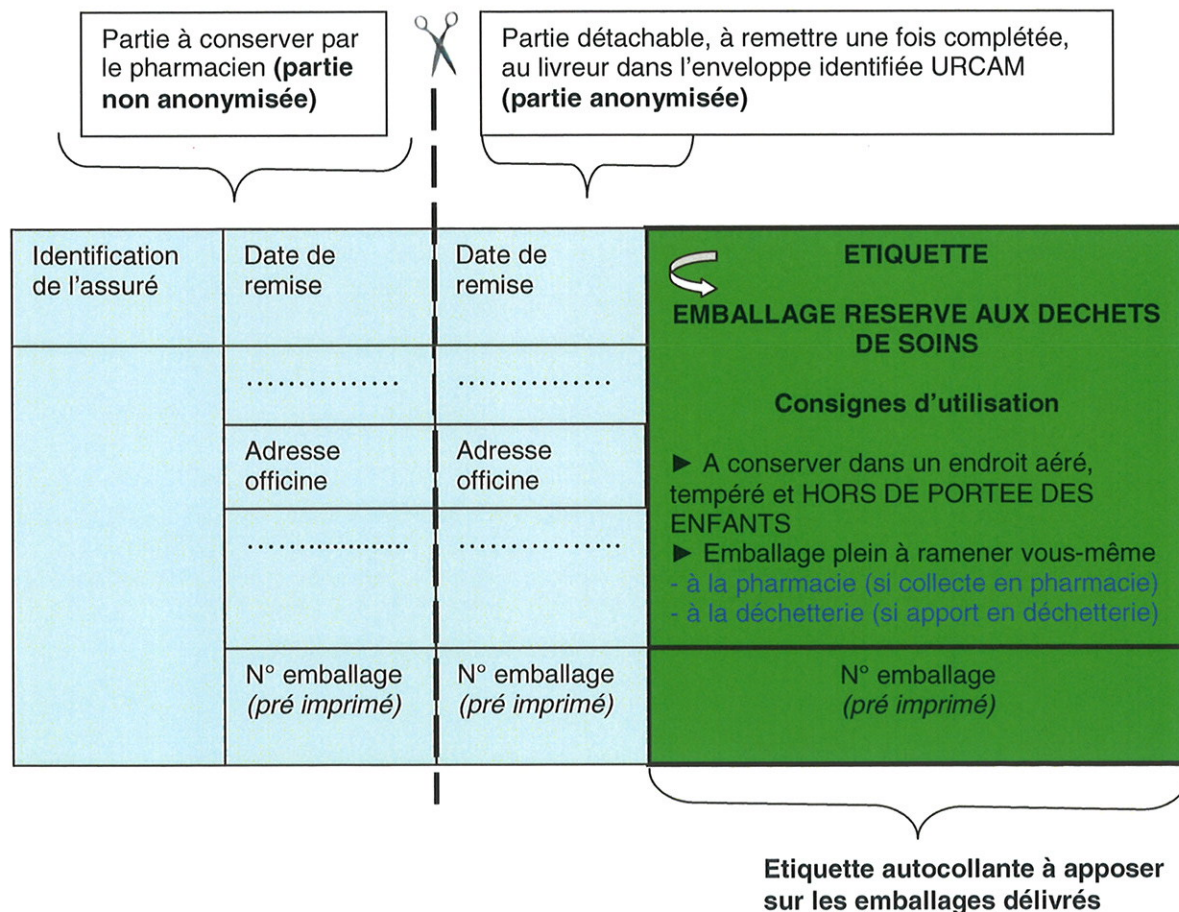 Partie à conserver par
le pharmacien (partie
non anonymisée)
Partie détachable, à remettre une fois complétée,
au livreur dans l'enveloppe identifiée URCAM
(partie anonymisée)
Identification
de l'assuré
Date de
remise
Date de
remise
...............
...............
Adresse
officine
Adresse
officine
...................
................
N° emballage
(pré imprimé)
N° emballage
(pré imprimé)
ETIQUETTE
EMBALLAGE RESERVE AUX DECHETS
DE SOINS
Consignes d'utilisation
► A conserver dans un endroit aéré,
tempéré et HORS DE PORTEE DES
ENFANTS
► Emballage plein à ramener vous-même
- à la pharmacie (si collecte en pharmacie)
- à la déchetterie (si apport en déchetterie)
N° emballage
(pré imprimé)
Etiquette autocollante à apposer
sur les emballages délivrés